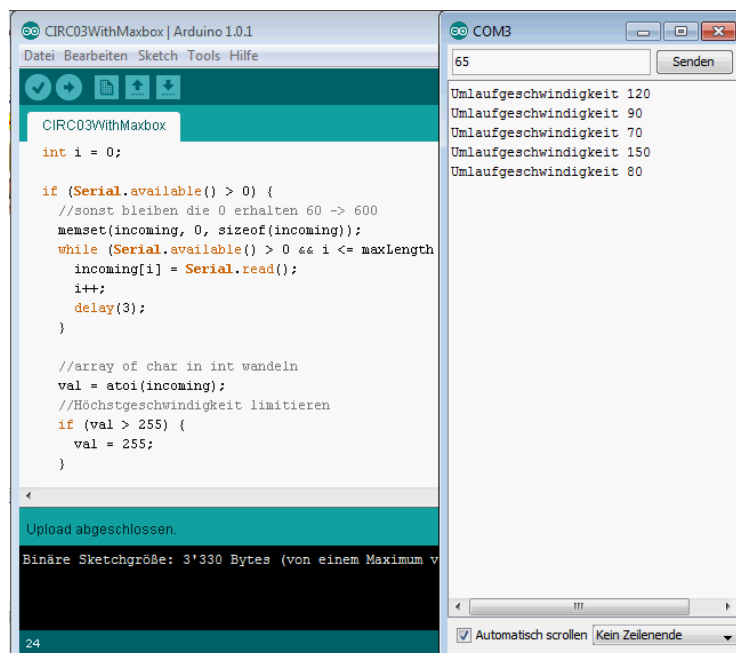 CIRC03WithMaxbox | Arduino 1.0.1
Datei Bearbeiten Sketch Tools Hilfe
CIRC03WithMaxbox
int i = 0;
if (Serial.available() > 0) {
//sonst bleiben die 0 erhalten 60 -> 600
memset(incoming, 0, sizeof(incoming));
while (Serial.available() > 0 && i <= maxLength
incoming[i] = Serial.read();
i++;
delay(3);
}
//array of char in int wandeln
val = atoi(incoming);
//Höchstgeschwindigkeit limitieren
if (val > 255) {
val = 255;
}
Upload abgeschlossen.
Binäre Sketchgröße: 3'330 Bytes (von einem Maximum v
24
COM3
65
Senden
Umlaufgeschwindigkeit 120
Umlaufgeschwindigkeit 90
Umlaufgeschwindigkeit 70
Umlaufgeschwindigkeit 150
Umlaufgeschwindigkeit 80
Automatisch scrollen
Kein Zeilenende